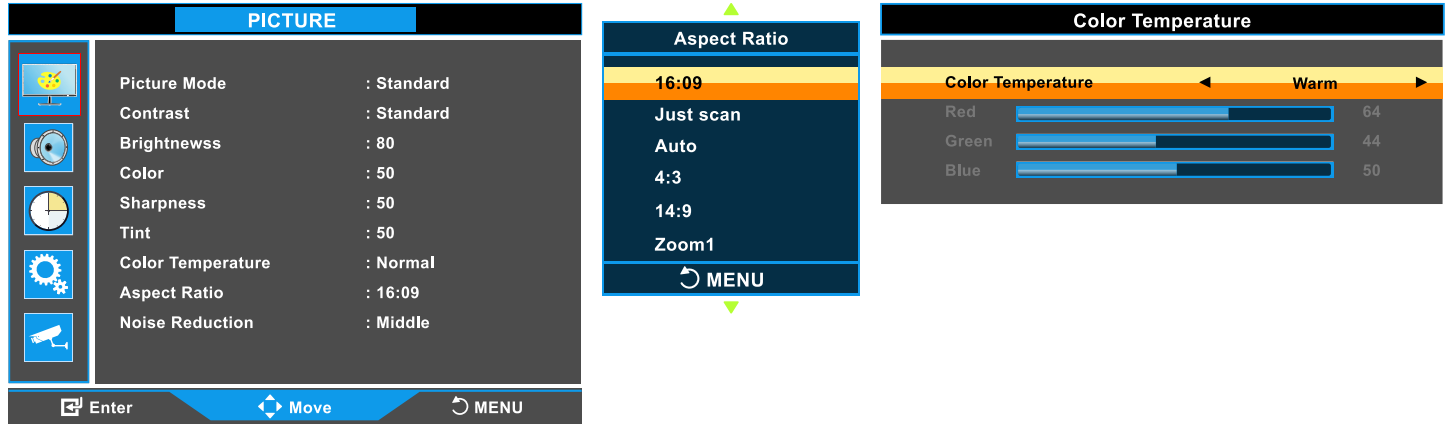 PICTURE
Picture Mode : Standard
Contrast : Standard
Brightnewss : 80
Color : 50
Sharpness : 50
Tint : 50
Color Temperature : Normal
Aspect Ratio : 16:09
Noise Reduction : Middle
Enter Move MENU
Aspect Ratio
16:09
Just scan
Auto
4:3
14:9
Zoom1
MENU
Color Temperature
Color Temperature Warm
Red 64
Green 44
Blue 50